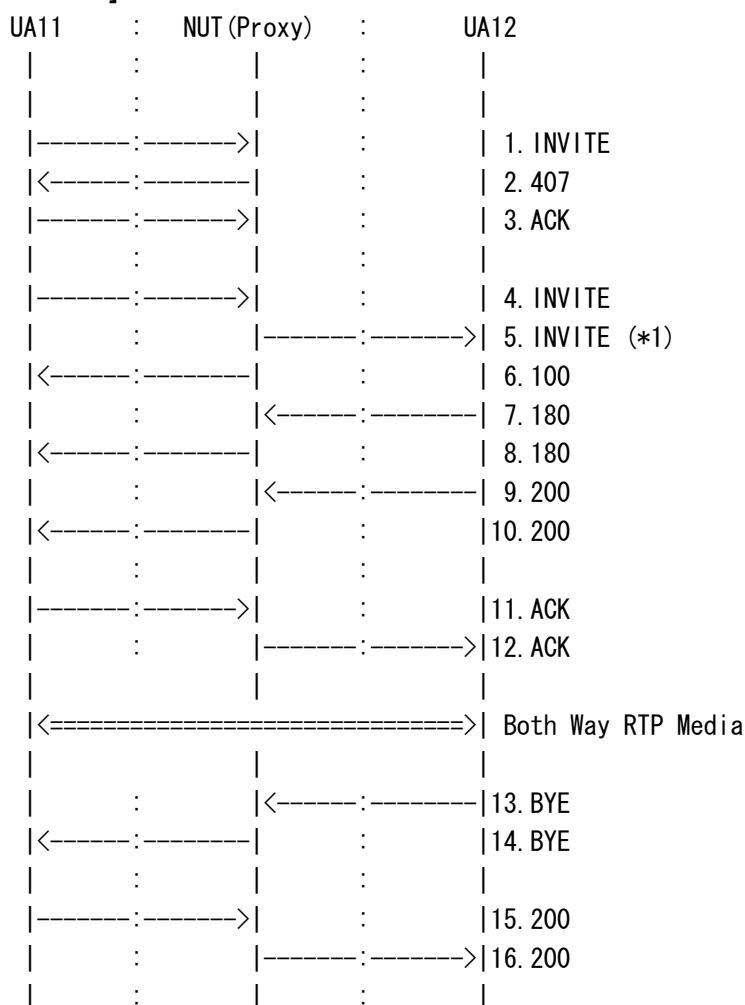 UA11 : NUT(Proxy) : UA12
| : | : |
| : | : |
|------:------->| : | 1. INVITE
|<------:--------| : | 2. 407
|------:------->| : | 3. ACK
| : | : |
|------:------->| : | 4. INVITE
| : |------:------->| 5. INVITE (*1)
|<------:--------| : | 6. 100
| : |<------:--------| 7. 180
|<------:--------| : | 8. 180
| : |<------:--------| 9. 200
|<------:--------| : |10. 200
| : | : |
|------:------->| : |11. ACK
| : |------:------->|12. ACK
| | |
|<==============================>| Both Way RTP Media
| | |
| : |<------:--------|13. BYE
|<------:--------| : |14. BYE
| : | : |
|------:------->| : |15. 200
| : |------:------->|16. 200
| : | : |